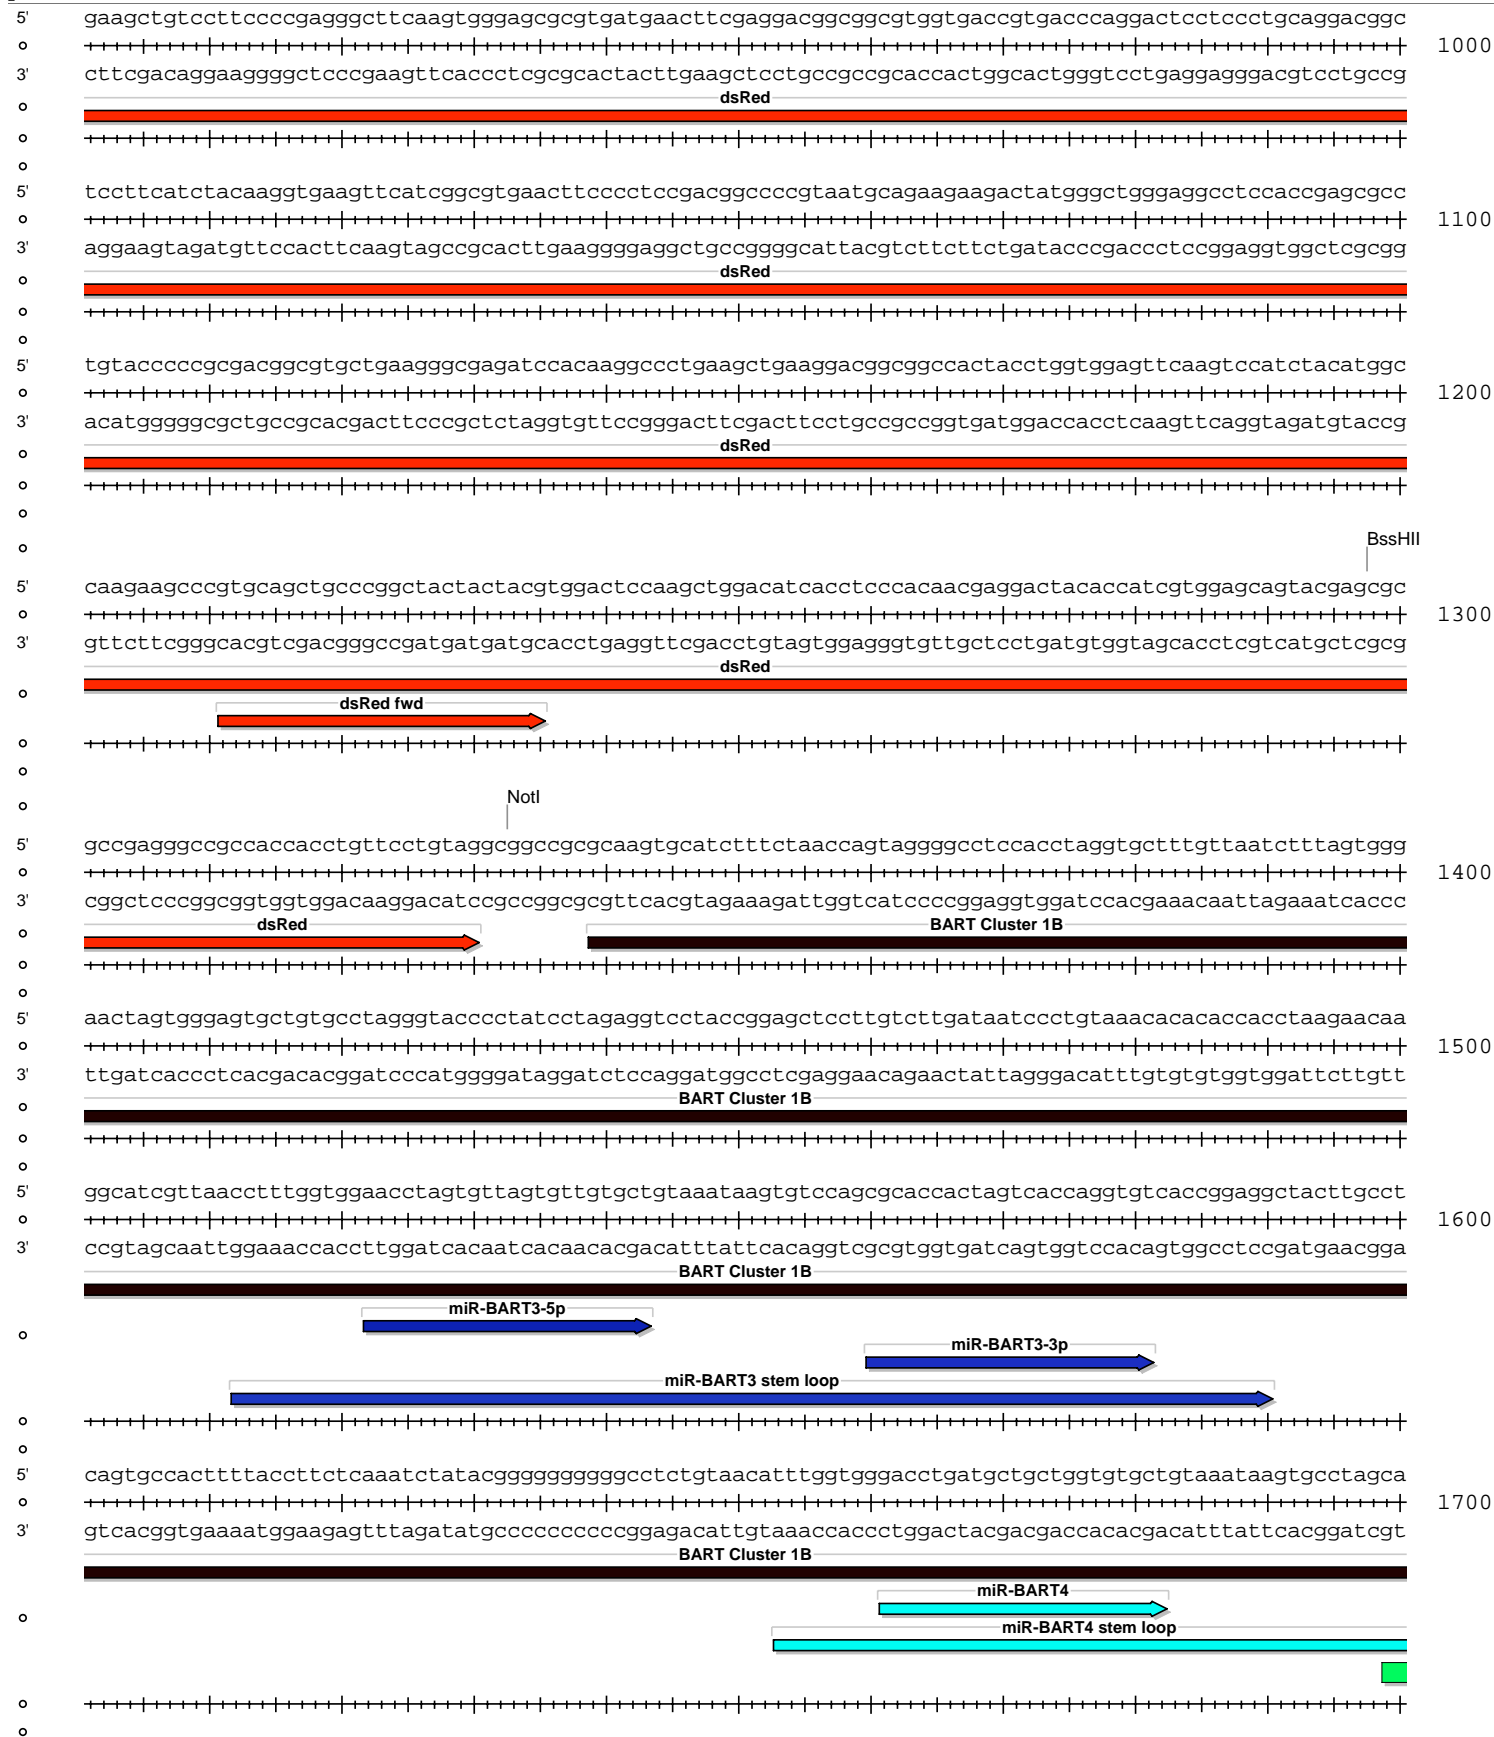 5' gaagctgtccttccccgagggcttcaagtgggagcgcgtgatgaacttcgaggacggcggcgtggtgaccgtgacccaggactcctccctgcaggacggc
1000
3' cttcgacaggaaggggctcccgaagttcaccctcgcgcactacttgaagctcctgccgccgcaccactggcactgggtcctgaggagggacgtcctgccg
dsRed
5' tccttcatctacaaggtgaagttcatcggcgtgaacttcccctccgacggccccgtaatgcagaagaagactatgggctgggaggcctccaccgagcgcc
1100
3' aggaagtagatgttccacttcaagtagccgcacttgaaggggaggctgccggggcattacgtcttcttctgatacccgaccctccggaggtggctcgcgg
dsRed
5' tgtacccccgcgacggcgtgctgaagggcgagatccacaaggccctgaagctgaaggacggcggccactacctggtggagttcaagtccatctacatggc
1200
3' acatgggggcgctgccgcacgacttcccgctctaggtgttccgggacttcgacttcctgccgccggtgatggaccacctcaagttcaggtagatgtaccg
dsRed
BssHII
5' caagaagcccgtgcagctgcccggctactactacgtggactccaagctggacatcacctcccacaacgaggactacaccatcgtggagcagtacgagcgc
1300
3' gttcttcgggcacgtcgacgggccgatgatgatgcacctgaggttcgacctgtagtggagggtgttgctcctgatgtggtagcacctcgtcatgctcgcg
dsRed
dsRed fwd
NotI
5' gccgagggccgccaccacctgttcctgtaggcggccgcgcaagtgcatctttctaaccagtaggggcctccacctaggtgctttgttaatctttagtggg
1400
3' cggctcccggcggtggtggacaaggacatccgccggcgcgttcacgtagaaagattggtcatccccggaggtggatccacgaaacaattagaaatcaccc
dsRed BART Cluster 1B
5' aactagtgggagtgctgtgcctagggtacccctatcctagaggtcctaccggagctccttgtcttgataatccctgtaaacacacaccacctaagaacaa
1500
3' ttgatcaccctcacgacacggatcccatggggataggatctccaggatggcctcgaggaacagaactattagggacatttgtgtgtggtggattcttgtt
BART Cluster 1B
5' ggcatcgttaacctttggtggaacctagtgttagtgttgtgctgtaaataagtgtccagcgcaccactagtcaccaggtgtcaccggaggctacttgcct
1600
3' ccgtagcaattggaaaccaccttggatcacaatcacaacacgacatttattcacaggtcgcgtggtgatcagtggtccacagtggcctccgatgaacgga
BART Cluster 1B
miR-BART3-5p
miR-BART3-3p
miR-BART3 stem loop
5' cagtgccacttttaccttctcaaatctatacggggggggggcctctgtaacatttggtgggacctgatgctgctggtgtgctgtaaataagtgcctagca
1700
3' gtcacggtgaaaatggaagagtttagatatgccccccccccggagacattgtaaaccaccctggactacgacgaccacacgacatttattcacggatcgt
BART Cluster 1B
miR-BART4
miR-BART4 stem loop